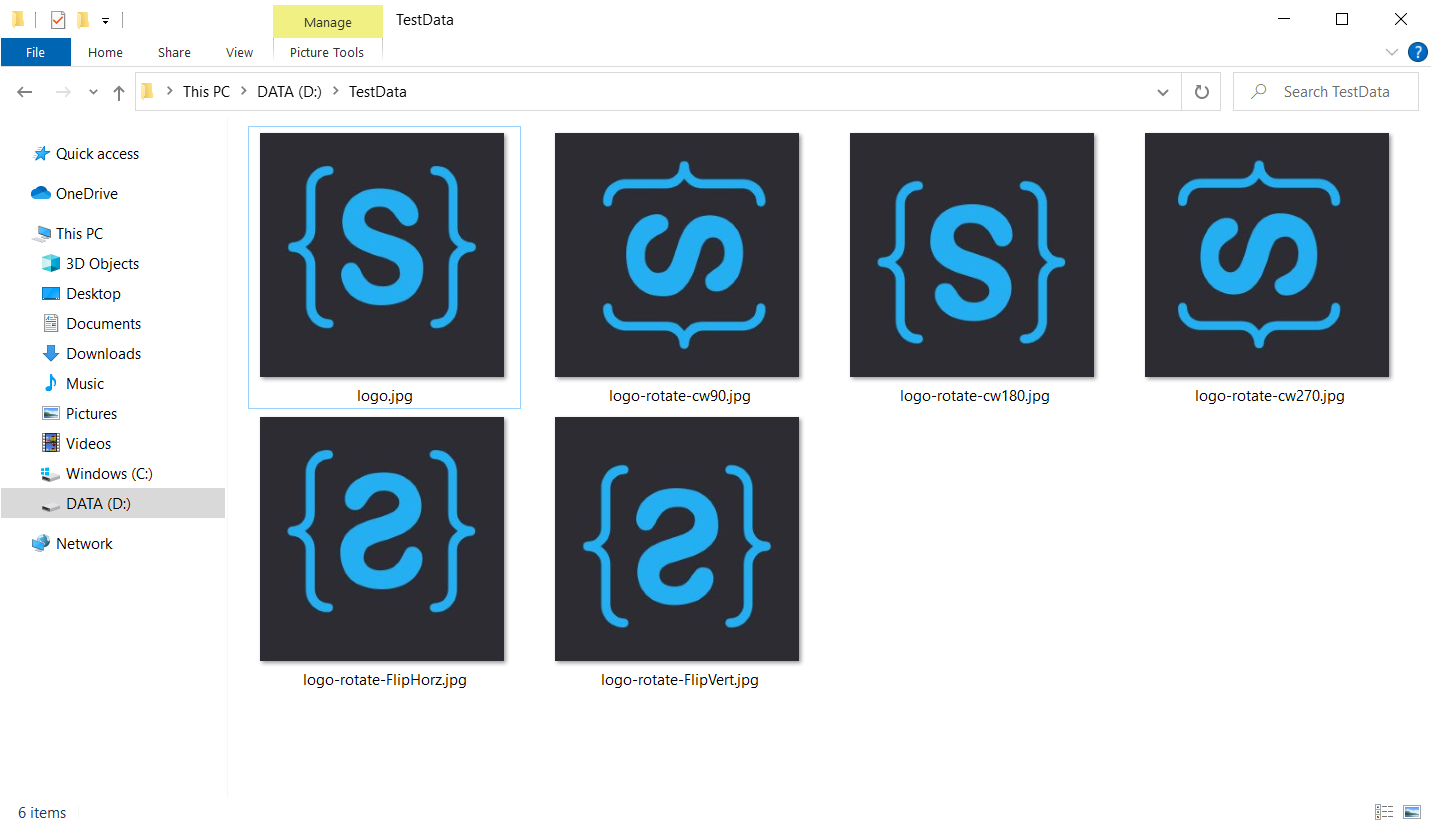 Manage
TestData
File
Home
Share
View
Picture Tools
?
This PC
DATA (D:)
TestData
Search TestData
Quick access
OneDrive
This PC
3D Objects
Desktop
Documents
Downloads
Music
Pictures
Videos
Windows (C:)
DATA (D:)
Network
{S}
logo.jpg
logo-rotate-cw90.jpg
{S}
logo-rotate-cw180.jpg
logo-rotate-cw270.jpg
logo-rotate-FlipHorz.jpg
logo-rotate-FlipVert.jpg
6 items